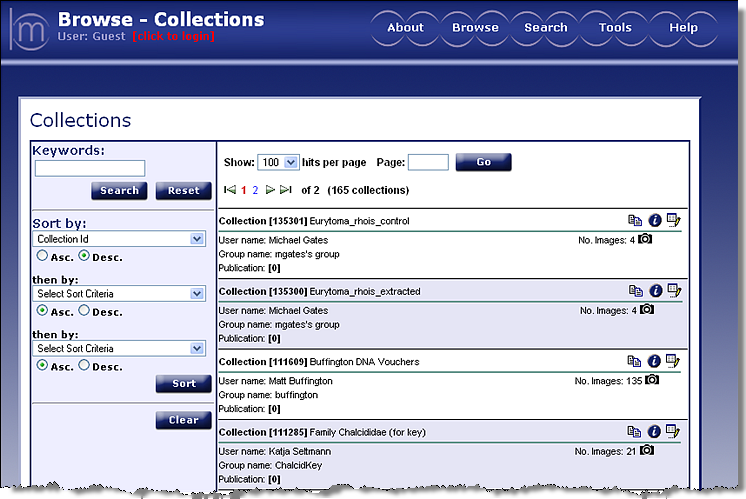 m
Browse - Collections
User: Guest [click to login]
About Browse Search Tools Help
Collections
Keywords:
Search Reset
Sort by:
Collection Id
Asc. Desc.
then by:
Select Sort Criteria
Asc. Desc.
then by:
Select Sort Criteria
Asc. Desc.
Sort
Clear
Show: 100 hits per page Page: Go
1 2 of 2 (165 collections)
Collection [135301] Eurytoma_rhois_control
User name: Michael Gates No. Images: 4
Group name: mgates's group
Publication: [0]
Collection [135300] Eurytoma_rhois_extracted
User name: Michael Gates No. Images: 4
Group name: mgates's group
Publication: [0]
Collection [111609] Buffington DNA Vouchers
User name: Matt Buffington No. Images: 135
Group name: buffington
Publication: [0]
Collection [111285] Family Chalcididae (for key)
User name: Katja Seltmann No. Images: 21
Group name: ChalcidKey
Publication: [0]